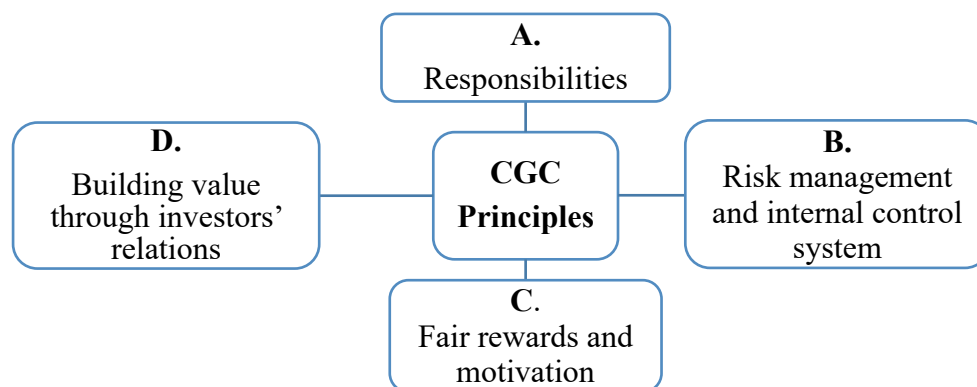 A.
Responsibilities
D.
Building value
through investors’
relations
CGC
Principles
B.
Risk management
and internal control
system
C.
Fair rewards and
motivation